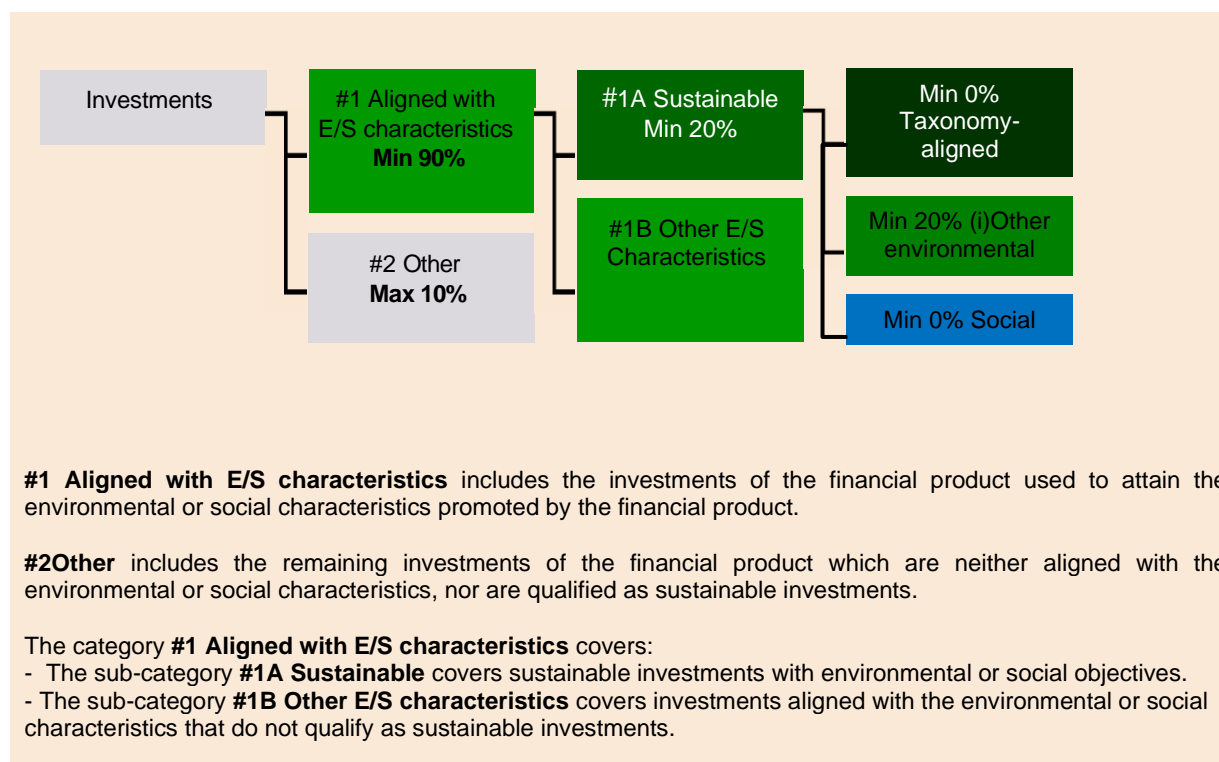 Investments
#1 Aligned with
E/S characteristics
Min 90%
#2 Other
Max 10%
#1A Sustainable
Min 20%
#1B Other E/S
Characteristics
Min 0%
Taxonomy-
aligned
Min 20% (i)Other
environmental
Min 0% Social
#1 Aligned with E/S characteristics includes the investments of the financial product used to attain the
environmental or social characteristics promoted by the financial product.
#2Other includes the remaining investments of the financial product which are neither aligned with the
environmental or social characteristics, nor are qualified as sustainable investments.
The category #1 Aligned with E/S characteristics covers:
- The sub-category #1A Sustainable covers sustainable investments with environmental or social objectives.
- The sub-category #1B Other E/S characteristics covers investments aligned with the environmental or social
characteristics that do not qualify as sustainable investments.